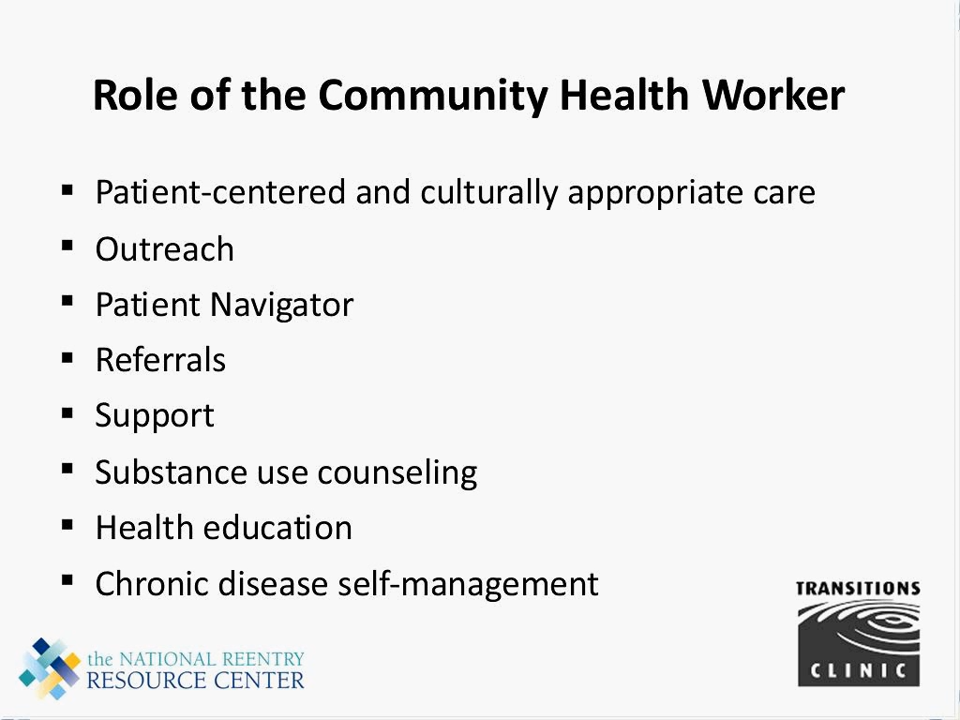 Role of the Community Health Worker
▪ Patient-centered and culturally appropriate care
▪ Outreach
▪ Patient Navigator
▪ Referrals
▪ Support
▪ Substance use counseling
▪ Health education
▪ Chronic disease self-management
TRANSITIONS
CLINIC
the NATIONAL REENTRY
RESOURCE CENTER